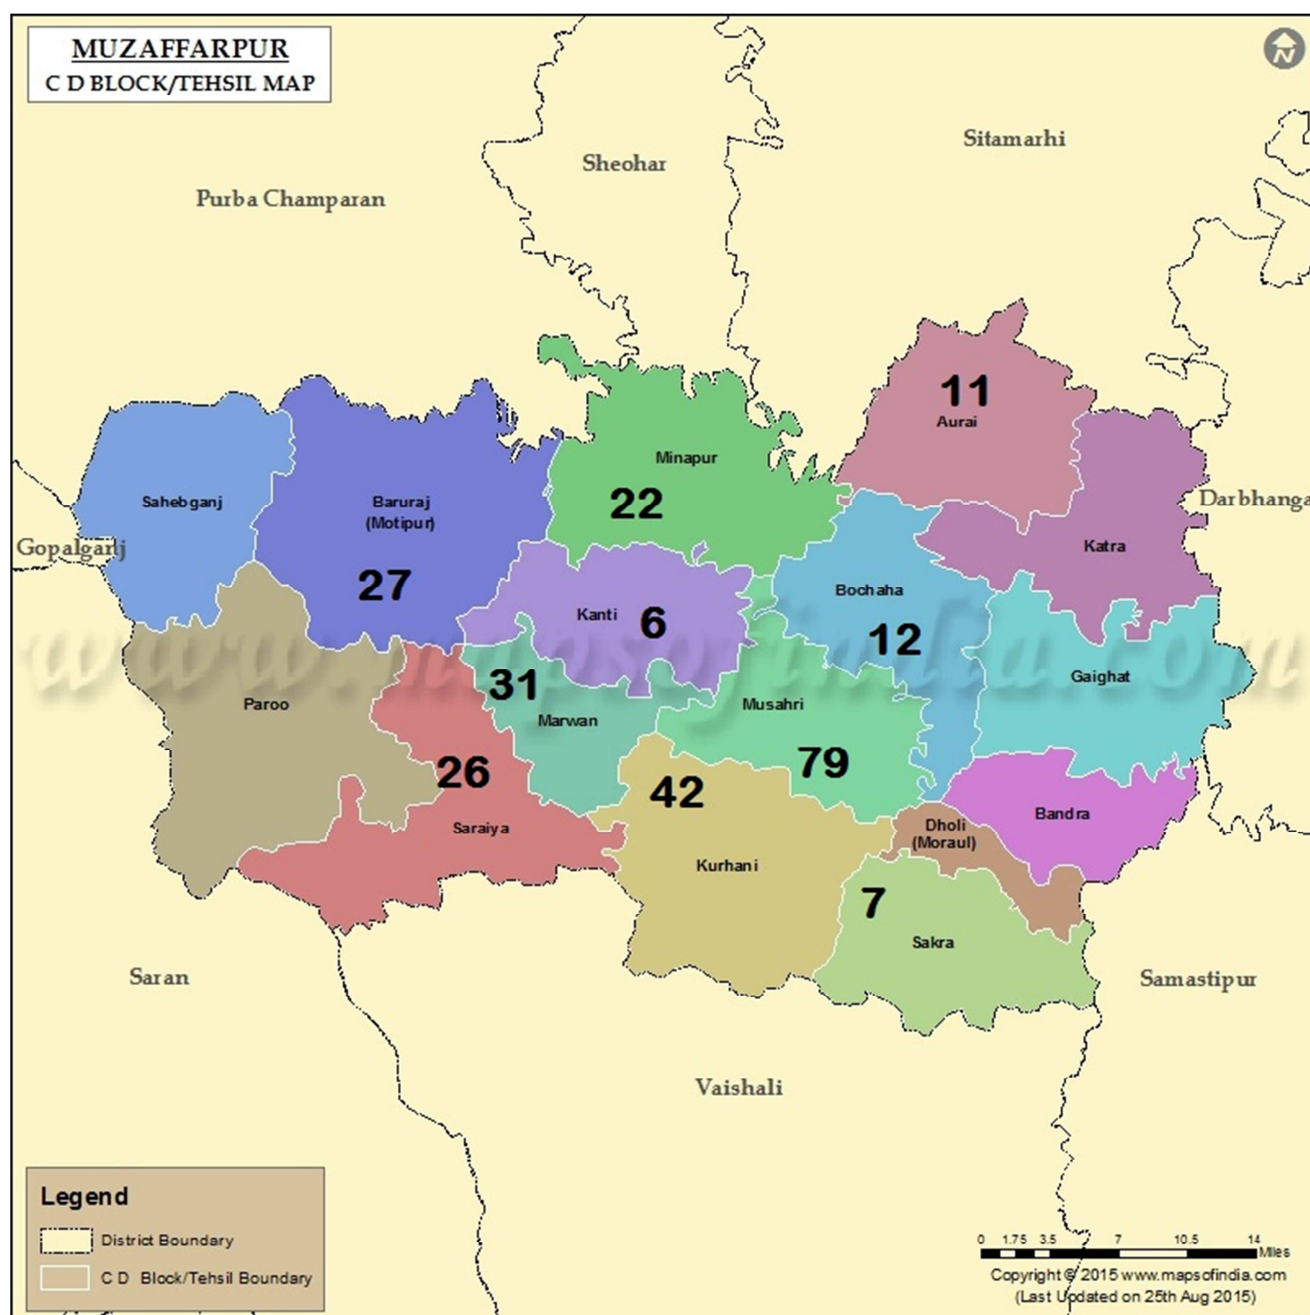 MUZAFFARPUR
C D BLOCK/TEHSIL MAP
N
Sitamarhi
Sheohar
Purba Champaran
11
Aurai
Minapur
22
Sahebganj
Baruraj
(Motipur)
27
Darbhanga
Gopalganj
Katra
Bochaha
12
Kanti
6
www.mapsofindia.com
31
Marwan
Gaighat
Paroo
Musahri
79
26
Saraiya
42
Kurhani
Dholi
(Moraul)
Bandra
7
Sakra
Saran
Samastipur
Vaishali
Legend
District Boundary
C D Block/Tehsil Boundary
0 1.75 3.5 7 10.5 14
Miles
Copyright © 2015 www.mapsofindia.com
(Last Updated on 25th Aug 2015)